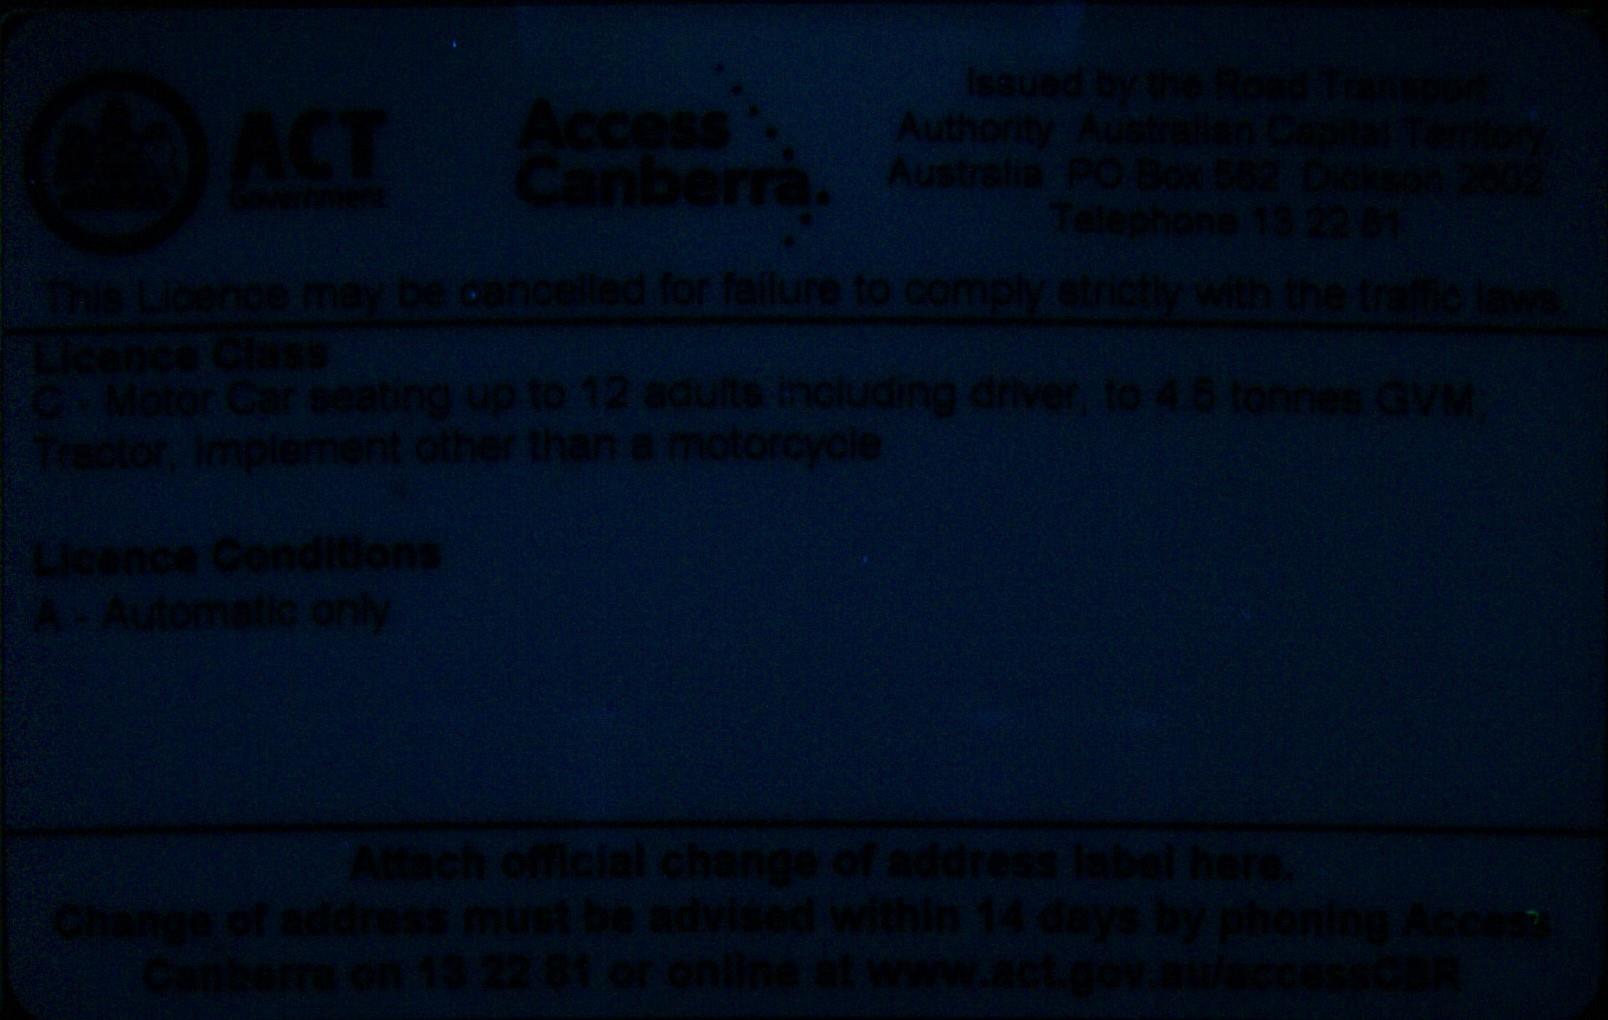 ACT
Government
Access
Canberra.
Issued by the Road Transport
Authority Australian Capital Territory,
Australia PO Box 582 Dickson 2602
Telephone 13 22 81
This Licence may be cancelled for failure to comply strictly with the traffic laws.
Licence Class
C - Motor Car seating up to 12 adults including driver, to 4.5 tonnes GVM;
Tractor, Implement other than a motorcycle
Licence Conditions
A - Automatic only
Attach official change of address label here.
Change of address must be advised within 14 days by phoning Access
Canberra on 13 22 81 or online at www.act.gov.au/accessCBR